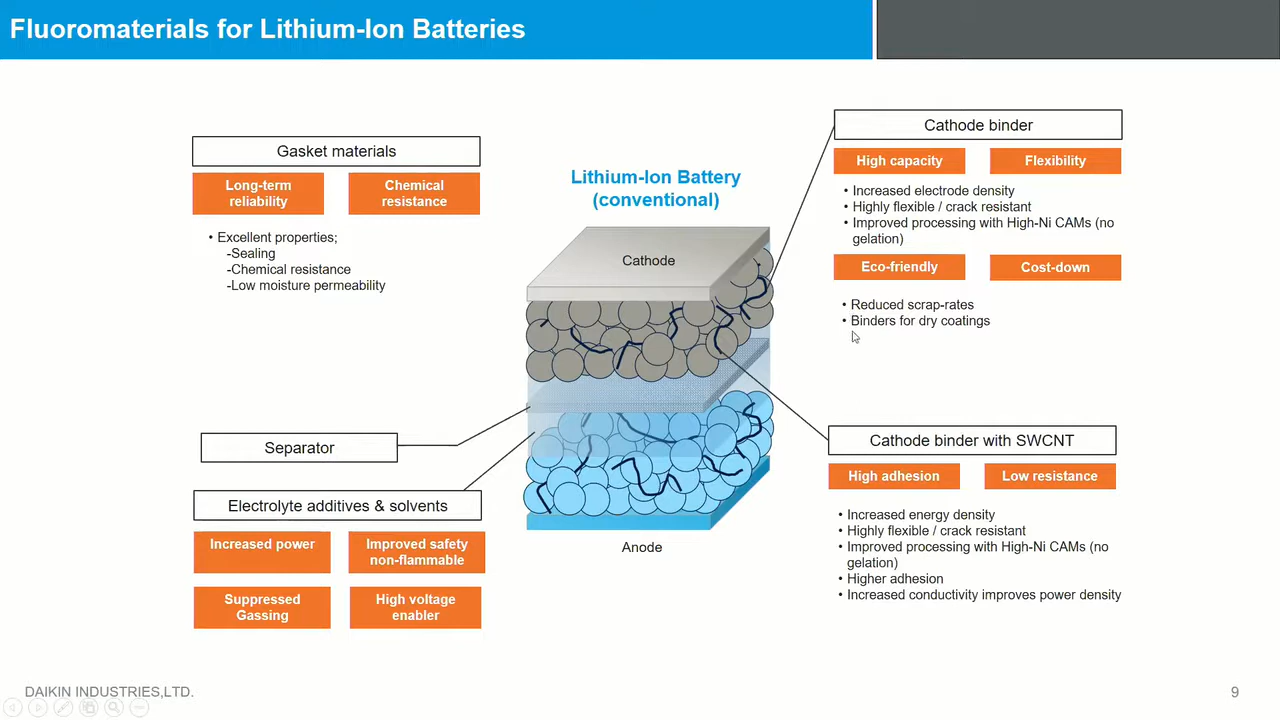 Fluoromaterials for Lithium-Ion Batteries
Gasket materials
Long-term
reliability
Chemical
resistance
• Excellent properties;
-Sealing
-Chemical resistance
-Low moisture permeability
Separator
Electrolyte additives & solvents
Increased power
Improved safety
non-flammable
Suppressed
Gassing
High voltage
enabler
Lithium-Ion Battery
(conventional)
Cathode
Anode
Cathode binder
High capacity
Flexibility
• Increased electrode density
• Highly flexible / crack resistant
• Improved processing with High-Ni CAMs (no
gelation)
Eco-friendly
Cost-down
• Reduced scrap-rates
• Binders for dry coatings
Cathode binder with SWCNT
High adhesion
Low resistance
• Increased energy density
• Highly flexible / crack resistant
• Improved processing with High-Ni CAMs (no
gelation)
• Higher adhesion
• Increased conductivity improves power density
DAIKIN INDUSTRIES,LTD.
9